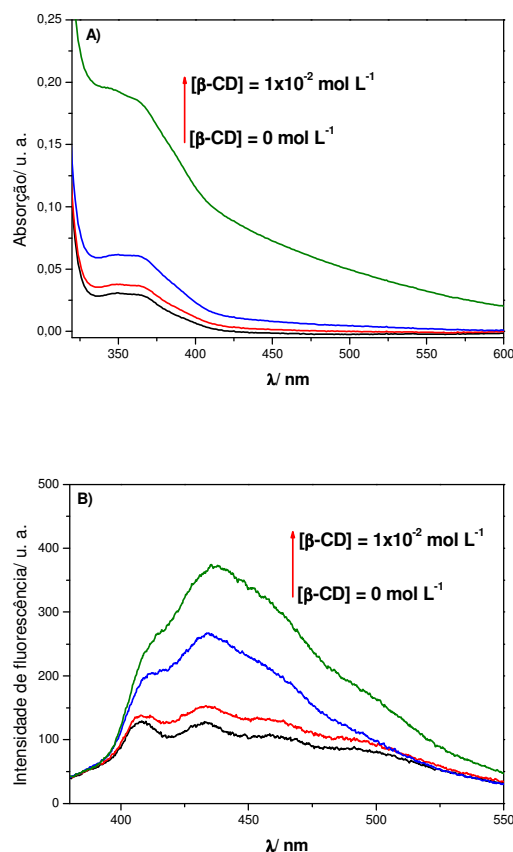 A)
[β-CD] = 1x10⁻² mol L⁻¹
[β-CD] = 0 mol L⁻¹
Absorção/ u. a.
0,25
0,20
0,15
0,10
0,05
0,00
350 400 450 500 550 600
λ/ nm
B)
[β-CD] = 1x10⁻² mol L⁻¹
[β-CD] = 0 mol L⁻¹
Intensidade de fluorescência/ u. a.
500
400
300
200
100
0
400 450 500 550
λ/ nm